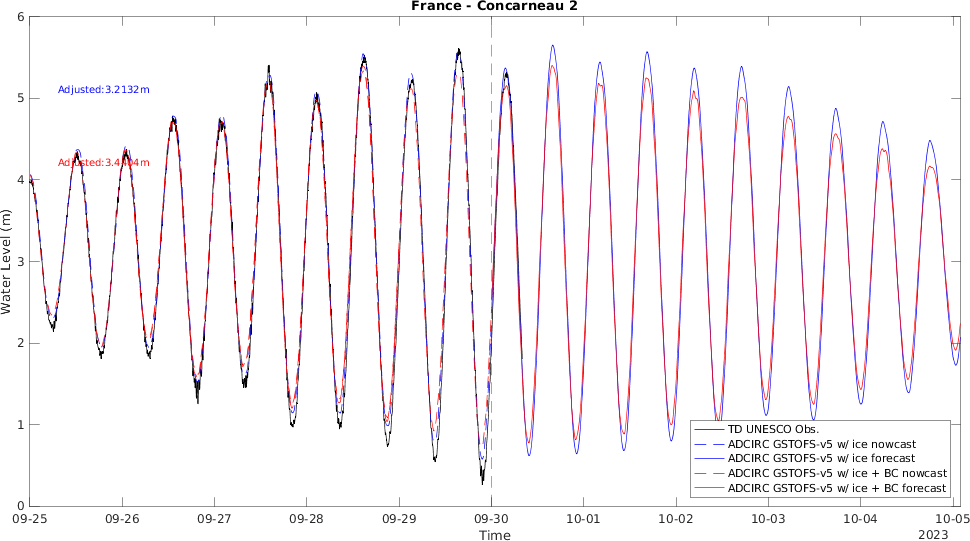 France - Concarneau 2
6
5
4
3
2
1
0
Water Level (m)
Adjusted:3.2132m
Adjusted:3.4404m
TD UNESCO Obs.
ADCIRC GSTOFS-v5 w/ ice nowcast
ADCIRC GSTOFS-v5 w/ ice forecast
ADCIRC GSTOFS-v5 w/ ice + BC nowcast
ADCIRC GSTOFS-v5 w/ ice + BC forecast
09-25 09-26 09-27 09-28 09-29 09-30 10-01 10-02 10-03 10-04 10-05
Time
2023